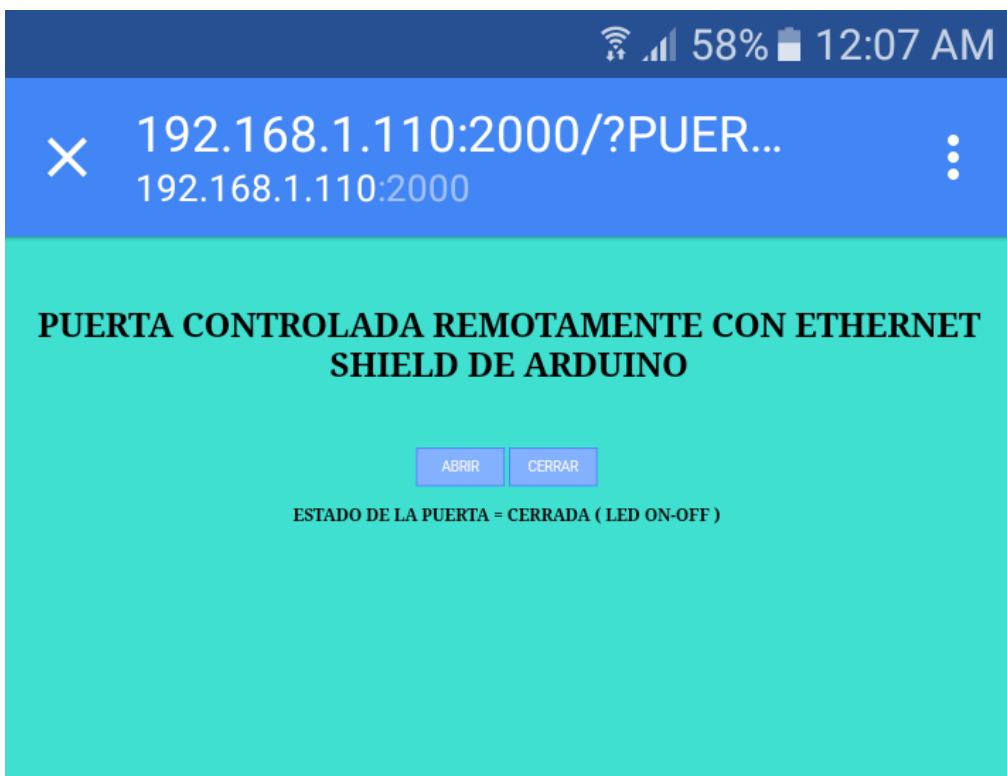 58% 12:07 AM
192.168.1.110:2000/?PUER...
192.168.1.110:2000
PUERTA CONTROLADA REMOTAMENTE CON ETHERNET
SHIELD DE ARDUINO
ABRIR CERRAR
ESTADO DE LA PUERTA = CERRADA ( LED ON-OFF )